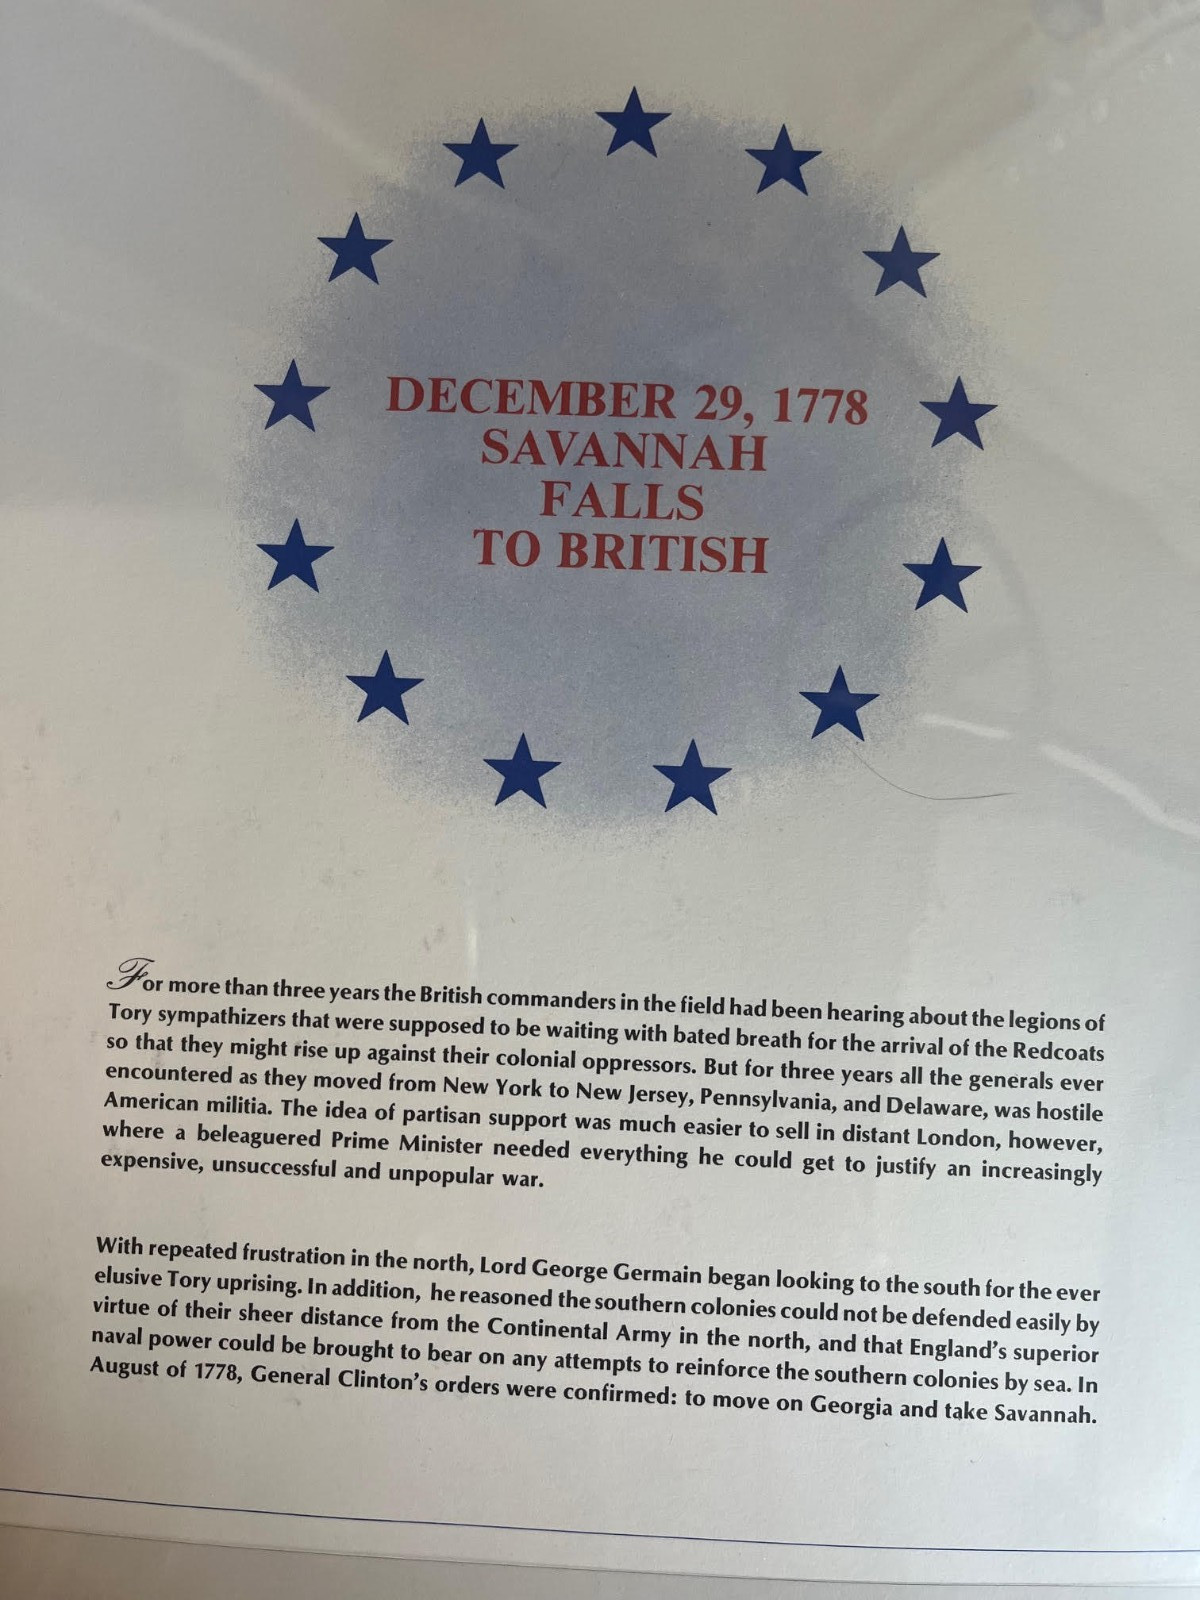 DECEMBER 29, 1778
SAVANNAH
FALLS
TO BRITISH
For more than three years the British commanders in the field had been hearing about the legions of
Tory sympathizers that were supposed to be waiting with bated breath for the arrival of the Redcoats
so that they might rise up against their colonial oppressors. But for three years all the generals ever
encountered as they moved from New York to New Jersey, Pennsylvania, and Delaware, was hostile
American militia. The idea of partisan support was much easier to sell in distant London, however,
where a beleaguered Prime Minister needed everything he could get to justify an increasingly
expensive, unsuccessful and unpopular war.
With repeated frustration in the north, Lord George Germain began looking to the south for the ever
elusive Tory uprising. In addition, he reasoned the southern colonies could not be defended easily by
virtue of their sheer distance from the Continental Army in the north, and that England's superior
naval power could be brought to bear on any attempts to reinforce the southern colonies by sea. In
August of 1778, General Clinton's orders were confirmed: to move on Georgia and take Savannah.